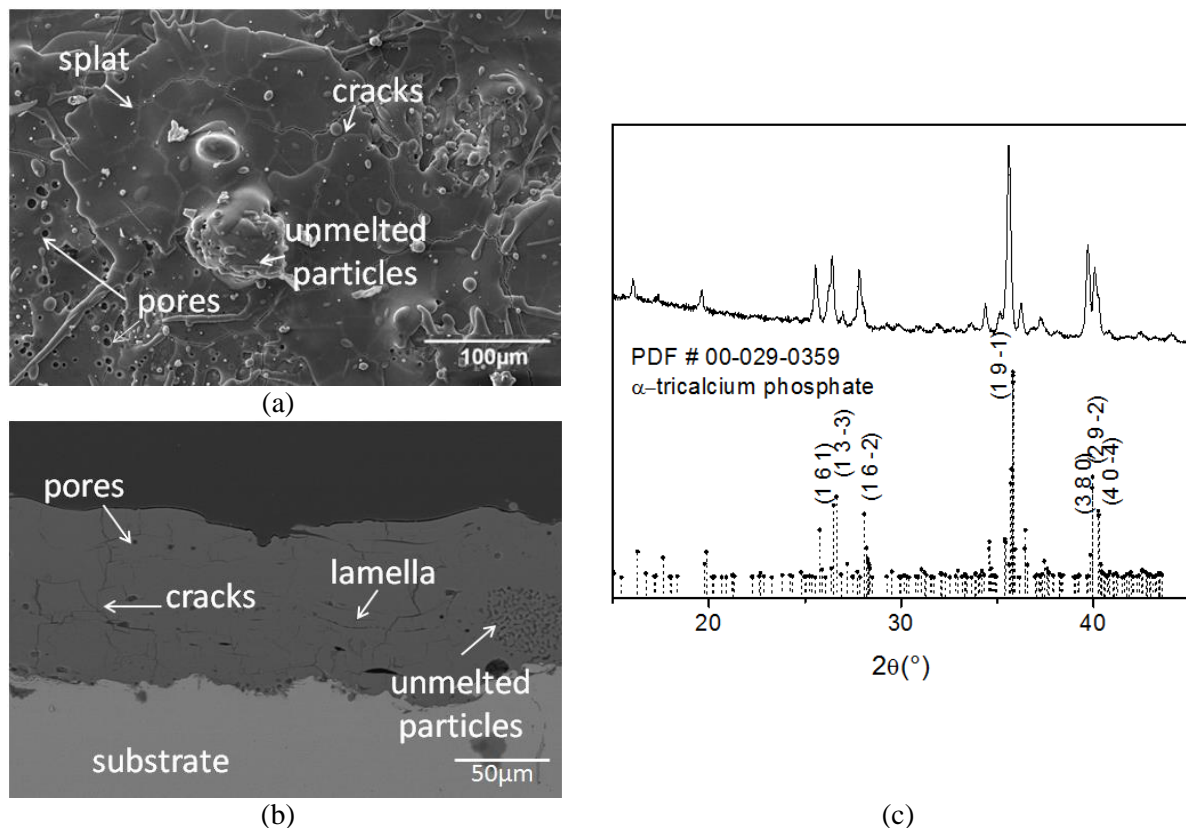 splat
cracks
unmelted
particles
pores
100µm
(a)
pores
cracks
lamella
unmelted
particles
substrate
50µm
(b)
PDF # 00-029-0359
α–tricalcium phosphate
(1 6 1)
(1 3 -3)
(1 6 -2)
(1 9 -1)
(3 8 0)
(2 9 -2)
(4 0 -4)
20
30
40
2θ(°)
(c)